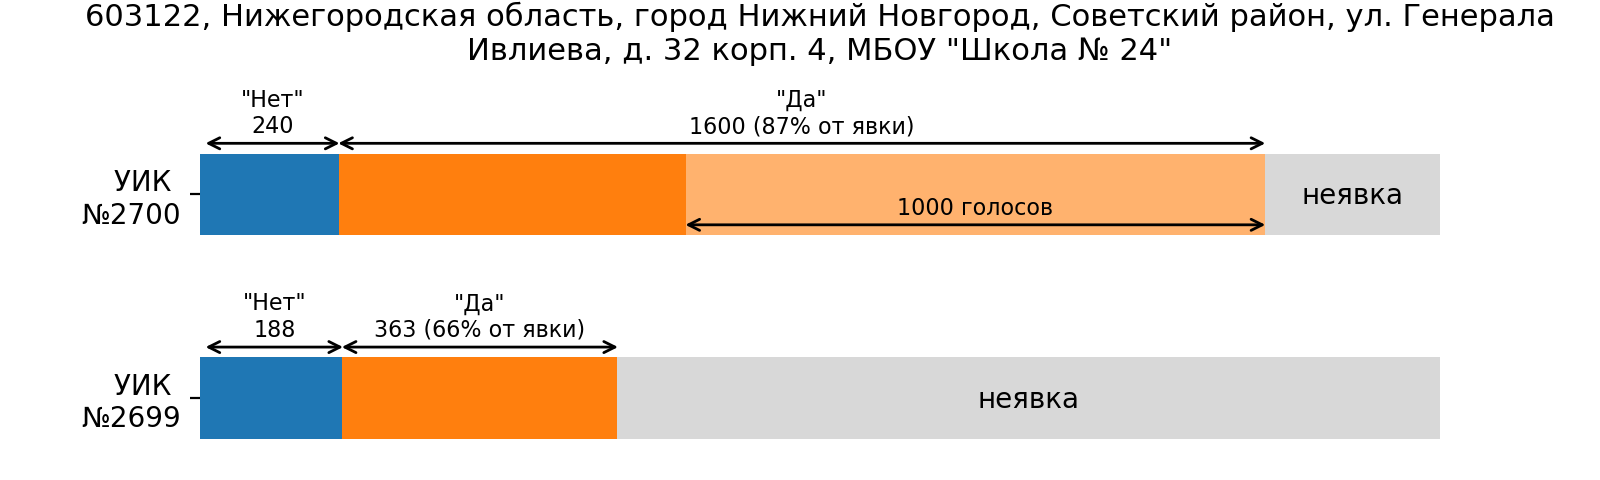 603122, Нижегородская область, город Нижний Новгород, Советский район, ул. Генерала
Ивлиева, д. 32 корп. 4, МБОУ "Школа № 24"
"Нет"
240
"Да"
1600 (87% от явки)
УИК
№2700
1000 голосов
неявка
"Нет"
188
"Да"
363 (66% от явки)
УИК
№2699
неявка